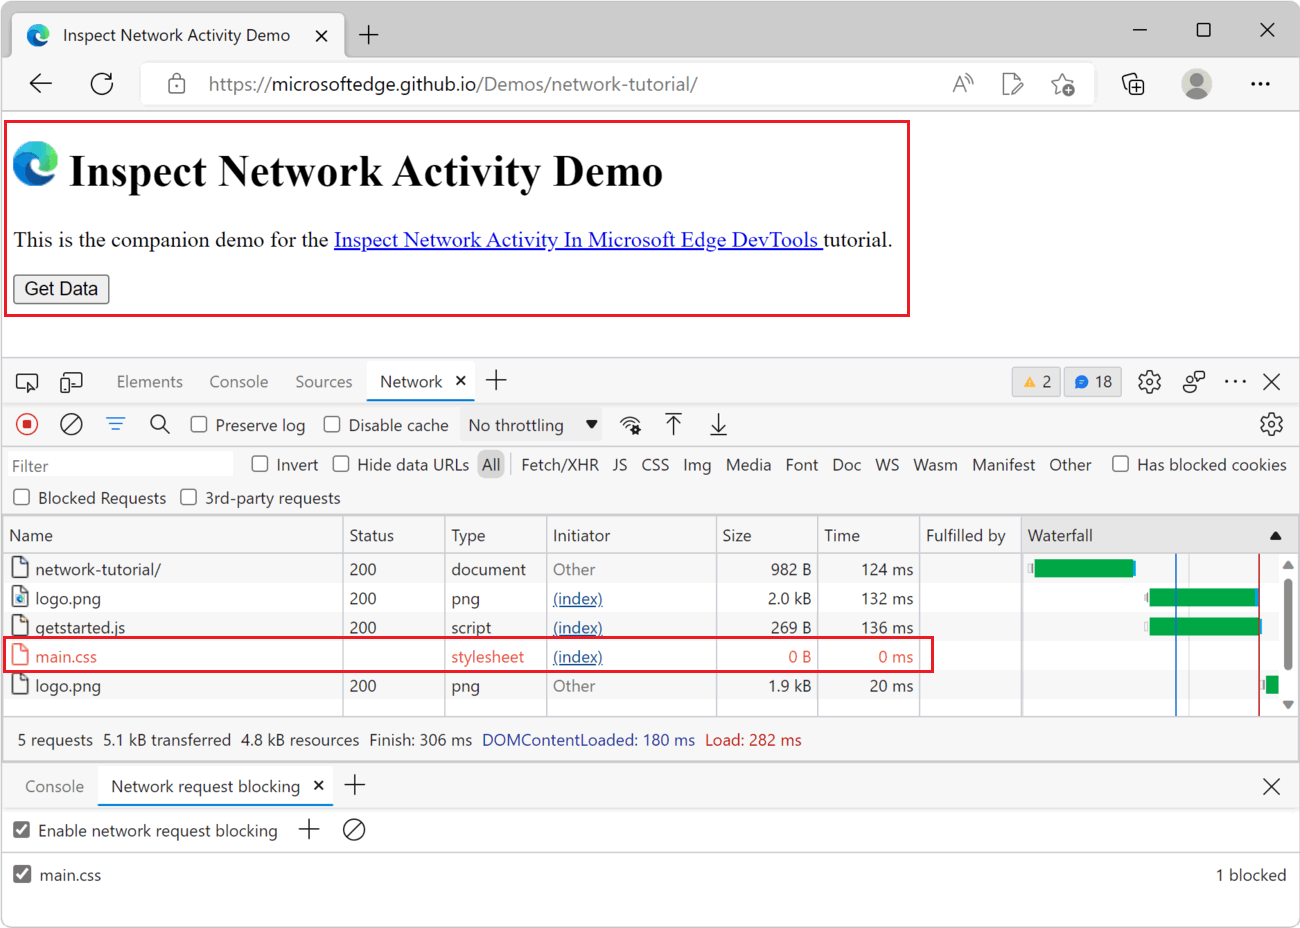 Inspect Network Activity Demo
https://microsoftedge.github.io/Demos/network-tutorial/
Inspect Network Activity Demo
This is the companion demo for the Inspect Network Activity In Microsoft Edge DevTools tutorial.
Get Data
Elements Console Sources Network 2 18
Preserve log Disable cache No throttling
Filter Invert Hide data URLs All Fetch/XHR JS CSS Img Media Font Doc WS Wasm Manifest Other Has blocked cookies
Blocked Requests 3rd-party requests
Name Status Type Initiator Size Time Fulfilled by Waterfall
network-tutorial/ 200 document Other 982 B 124 ms
logo.png 200 png (index) 2.0 kB 132 ms
getstarted.js 200 script (index) 269 B 136 ms
main.css stylesheet (index) 0 B 0 ms
logo.png 200 png Other 1.9 kB 20 ms
5 requests 5.1 kB transferred 4.8 kB resources Finish: 306 ms DOMContentLoaded: 180 ms Load: 282 ms
Console Network request blocking
Enable network request blocking
main.css 1 blocked